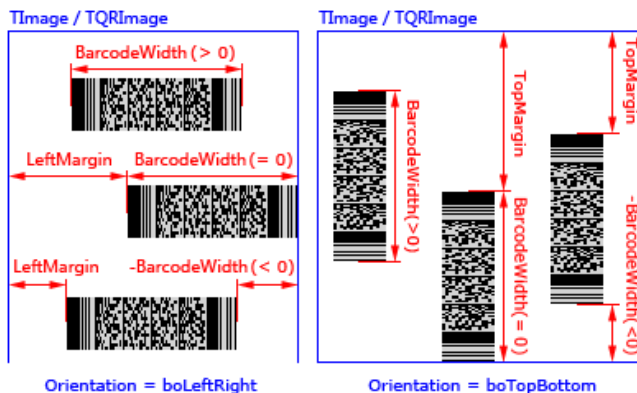 TImage / TQRImage
BarcodeWidth(> 0)
LeftMargin
BarcodeWidth(= 0)
LeftMargin
-BarcodeWidth(< 0)
Orientation = boLeftRight
TImage / TQRImage
BarcodeWidth(>0)
TopMargin
BarcodeWidth(= 0)
TopMargin
-BarcodeWidth(<0)
Orientation = boTopBottom